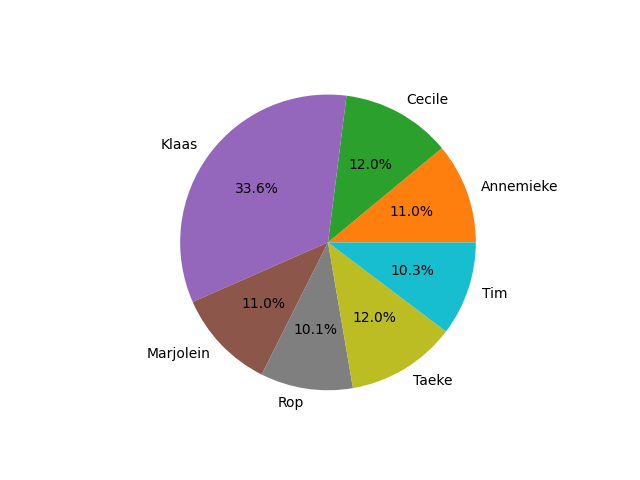 Cecile
Klaas
12.0%
Annemieke
33.6%
11.0%
10.3%
Tim
11.0%
12.0%
10.1%
Marjolein
Taeke
Rop